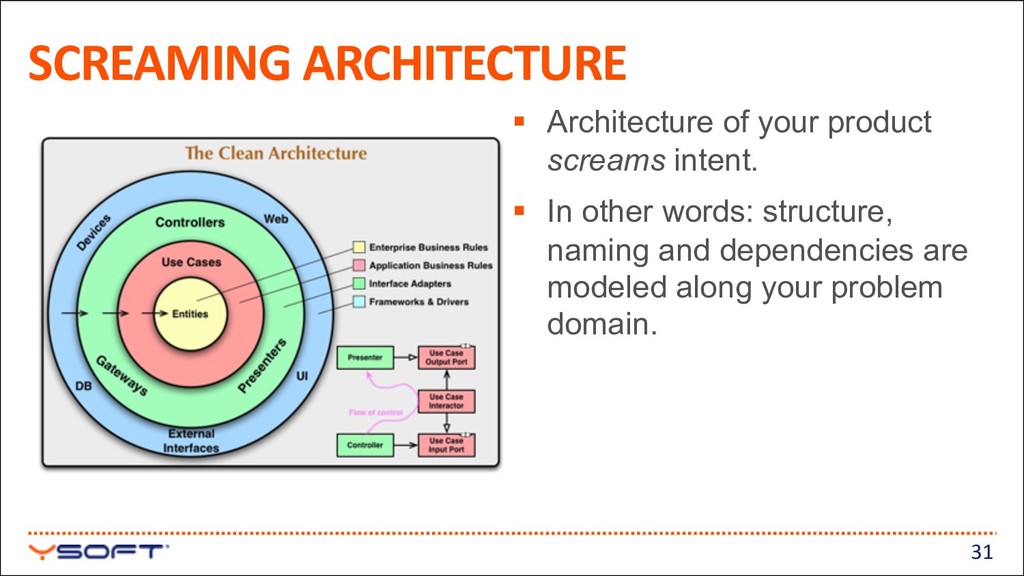 SCREAMING ARCHITECTURE
The Clean Architecture
Devices
Controllers
Web
Use Cases
Entities
Gateways
Presenters
DB
UI
External
Interfaces
Enterprise Business Rules
Application Business Rules
Interface Adapters
Frameworks & Drivers
Presenter
Use Case
Output Port
Use Case
Interactor
Flow of control
Controller
Use Case
Input Port
▪ Architecture of your product
screams intent.
▪ In other words: structure,
naming and dependencies are
modeled along your problem
domain.
YSOFT®
31